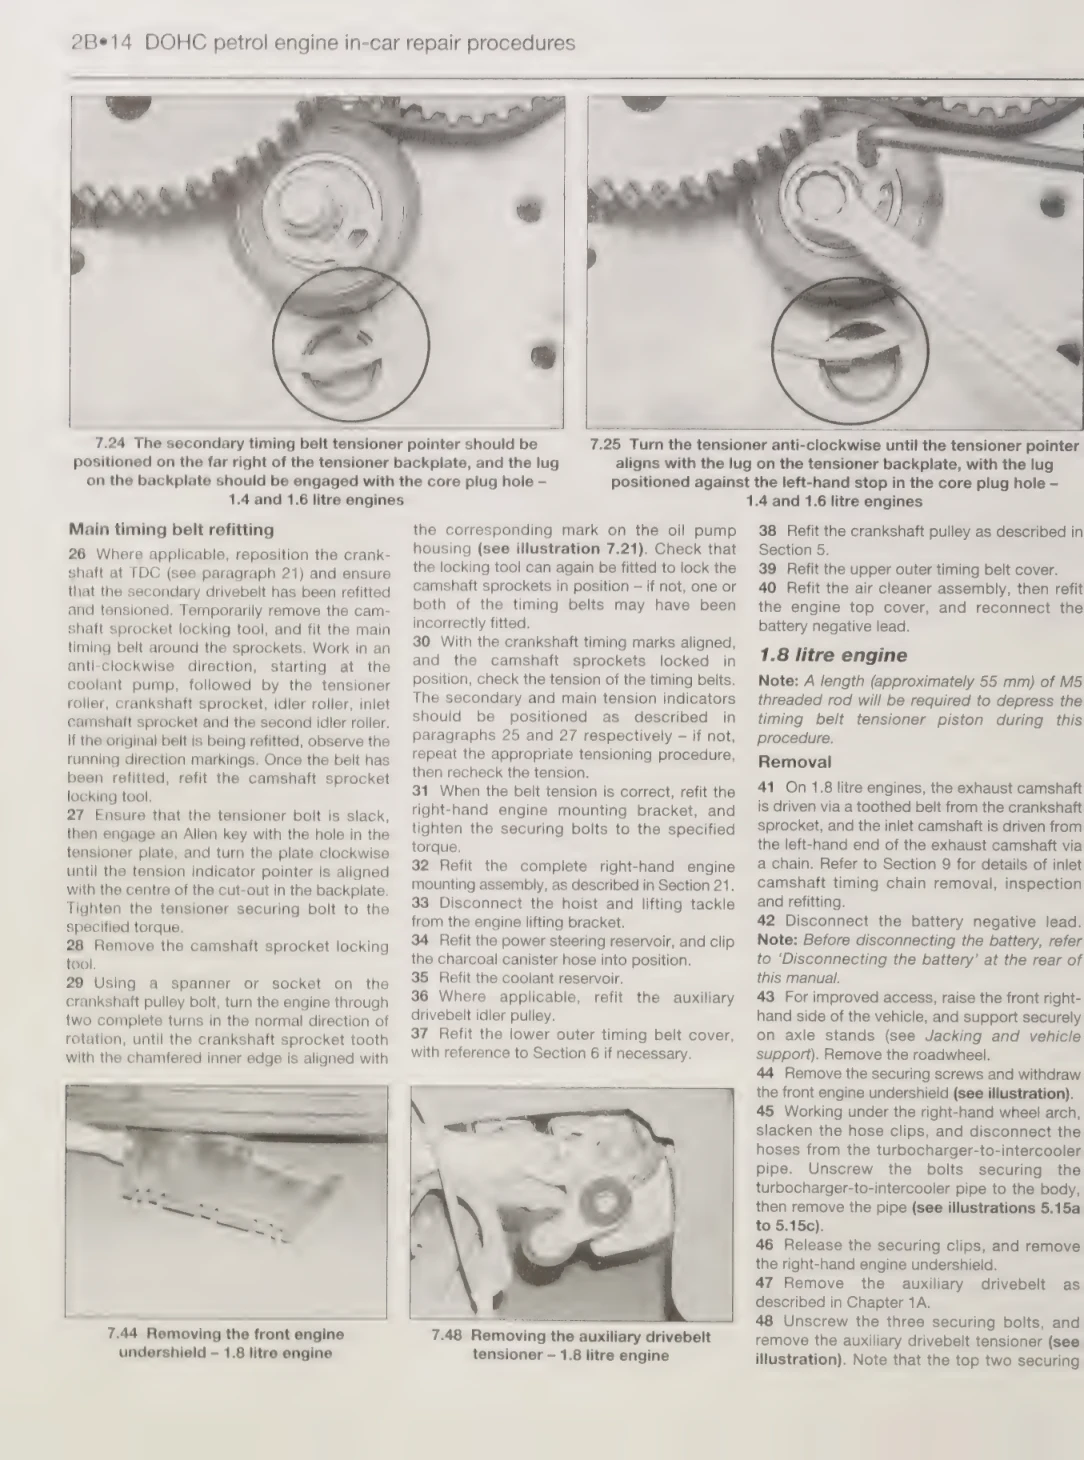 2B•14 DOHC petrol engine in-car repair procedures
7.24 The secondary timing belt tensioner pointer should be
positioned on the far right of the tensioner backplate, and the lug
on the backplate should be engaged with the core plug hole –
1.4 and 1.6 litre engines
7.25 Turn the tensioner anti-clockwise until the tensioner pointer
aligns with the lug on the tensioner backplate, with the lug
positioned against the left-hand stop in the core plug hole –
1.4 and 1.6 litre engines
Main timing belt refitting
26 Where applicable, reposition the crank-
shaft at TDC (see paragraph 21) and ensure
that the secondary drivebelt has been refitted
and tensioned. Temporarily remove the cam-
shaft sprocket locking tool, and fit the main
timing belt around the sprockets. Work in an
anti-clockwise direction, starting at the
coolant pump, followed by the tensioner
roller, crankshaft sprocket, idler roller, inlet
camshaft sprocket and the second idler roller.
If the original belt is being refitted, observe the
running direction markings. Once the belt has
been refitted, refit the camshaft sprocket
locking tool.
27 Ensure that the tensioner bolt is slack,
then engage an Allen key with the hole in the
tensioner plate, and turn the plate clockwise
until the tension indicator pointer is aligned
with the centre of the cut-out in the backplate.
Tighten the tensioner securing bolt to the
specified torque.
28 Remove the camshaft sprocket locking
tool.
29 Using a spanner or socket on the
crankshaft pulley bolt, turn the engine through
two complete turns in the normal direction of
rotation, until the crankshaft sprocket tooth
with the chamfered inner edge is aligned with
the corresponding mark on the oil pump
housing (see illustration 7.21). Check that
the locking tool can again be fitted to lock the
camshaft sprockets in position – if not, one or
both of the timing belts may have been
incorrectly fitted.
30 With the crankshaft timing marks aligned,
and the camshaft sprockets locked in
position, check the tension of the timing belts.
The secondary and main tension indicators
should be positioned as described in
paragraphs 25 and 27 respectively – if not,
repeat the appropriate tensioning procedure,
then recheck the tension.
31 When the belt tension is correct, refit the
right-hand engine mounting bracket, and
tighten the securing bolts to the specified
torque.
32 Refit the complete right-hand engine
mounting assembly, as described in Section 21.
33 Disconnect the hoist and lifting tackle
from the engine lifting bracket.
34 Refit the power steering reservoir, and clip
the charcoal canister hose into position.
35 Refit the coolant reservoir.
36 Where applicable, refit the auxiliary
drivebelt idler pulley.
37 Refit the lower outer timing belt cover,
with reference to Section 6 if necessary.
38 Refit the crankshaft pulley as described in
Section 5.
39 Refit the upper outer timing belt cover.
40 Refit the air cleaner assembly, then refit
the engine top cover, and reconnect the
battery negative lead.
1.8 litre engine
Note: A length (approximately 55 mm) of M5
threaded rod will be required to depress the
timing belt tensioner piston during this
procedure.
Removal
41 On 1.8 litre engines, the exhaust camshaft
is driven via a toothed belt from the crankshaft
sprocket, and the inlet camshaft is driven from
the left-hand end of the exhaust camshaft via
a chain. Refer to Section 9 for details of inlet
camshaft timing chain removal, inspection
and refitting.
42 Disconnect the battery negative lead.
Note: Before disconnecting the battery, refer
to ‘Disconnecting the battery’ at the rear of
this manual.
43 For improved access, raise the front right-
hand side of the vehicle, and support securely
on axle stands (see Jacking and vehicle
support). Remove the roadwheel.
44 Remove the securing screws and withdraw
the front engine undershield (see illustration).
45 Working under the right-hand wheel arch,
slacken the hose clips, and disconnect the
hoses from the turbocharger-to-intercooler
pipe. Unscrew the bolts securing the
turbocharger-to-intercooler pipe to the body,
then remove the pipe (see illustrations 5.15a
to 5.15c).
46 Release the securing clips, and remove
the right-hand engine undershield.
47 Remove the auxiliary drivebelt as
described in Chapter 1A.
48 Unscrew the three securing bolts, and
remove the auxiliary drivebelt tensioner (see
illustration). Note that the top two securing
7.44 Removing the front engine
undershield – 1.8 litre engine
7.48 Removing the auxiliary drivebelt
tensioner – 1.8 litre engine